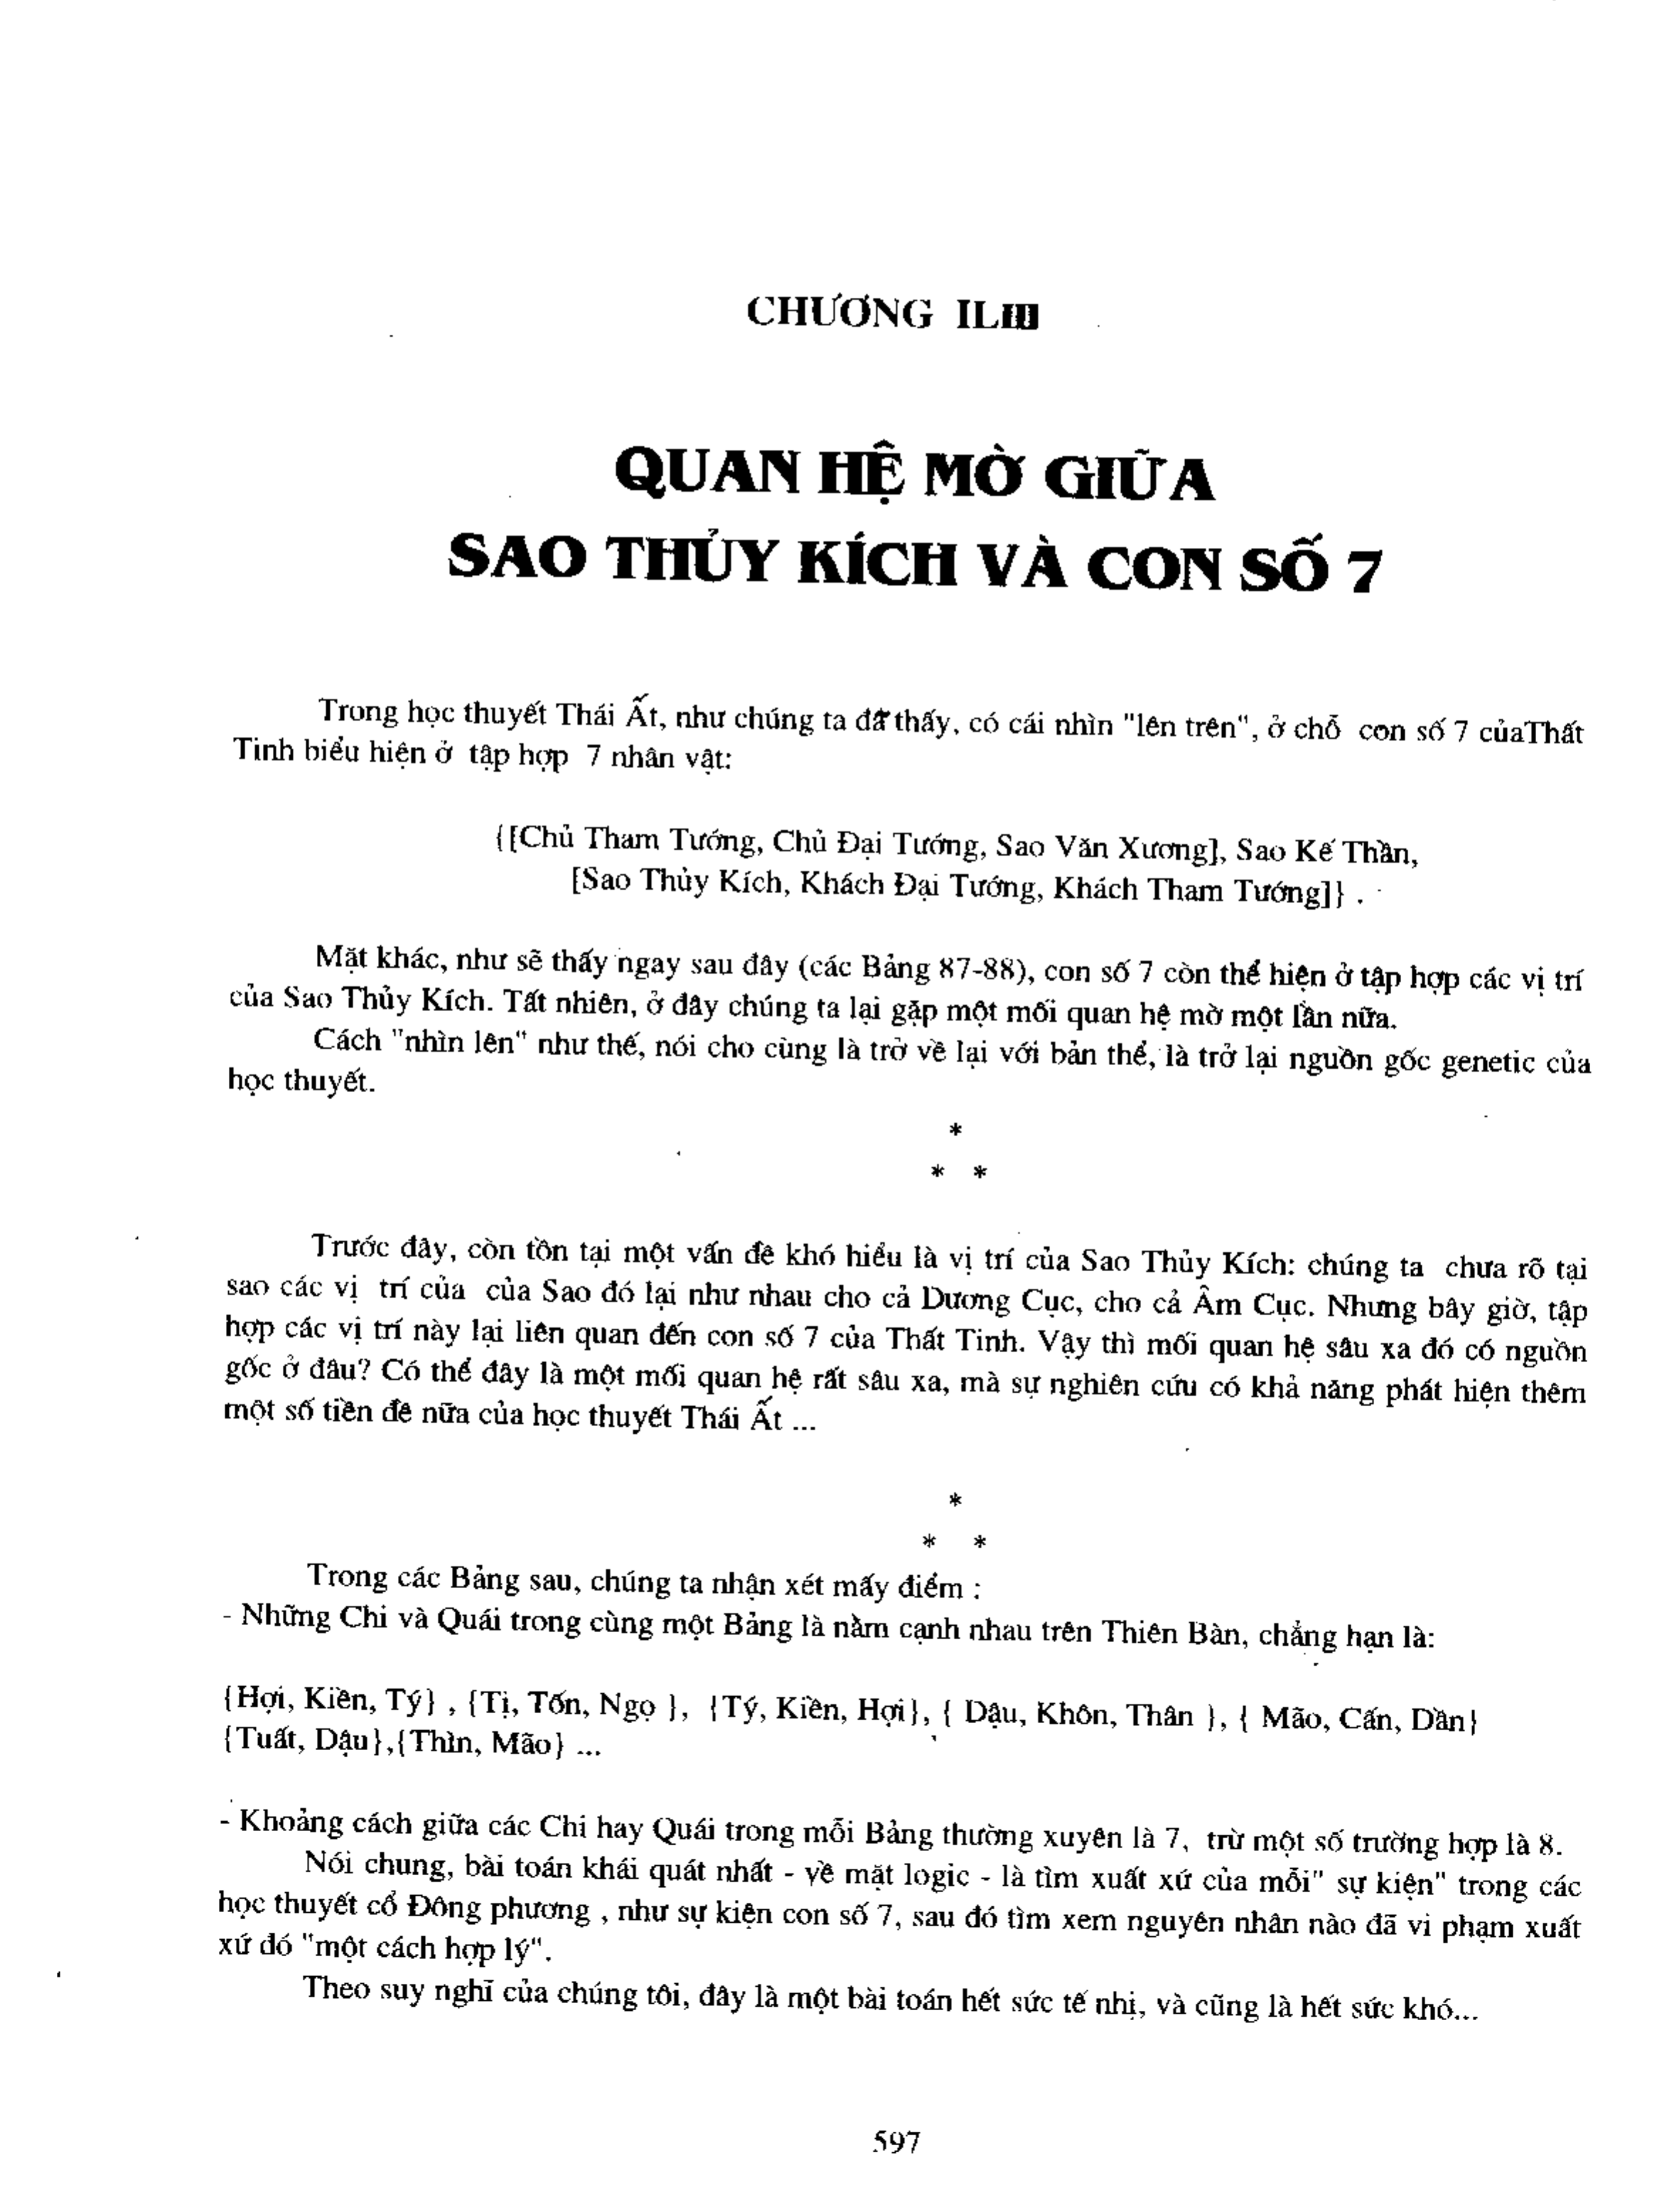 CHƯƠNG ILIII
QUAN HỆ MỜ GIỮA
SAO THỦY KÍCH VÀ CON SỐ 7
Trong học thuyết Thái Ất, như chúng ta đã thấy, có cái nhìn "lên trên", ở chỗ con số 7 củaThất
Tinh biểu hiện ở tập hợp 7 nhân vật:
{[Chủ Tham Tướng, Chủ Đại Tướng, Sao Văn Xương], Sao Kế Thần,
[Sao Thủy Kích, Khách Đại Tướng, Khách Tham Tướng]} .
Mặt khác, như sẽ thấy ngay sau đây (các Bảng 87-88), con số 7 còn thể hiện ở tập hợp các vị trí
của Sao Thủy Kích. Tất nhiên, ở đây chúng ta lại gặp một mối quan hệ mờ một lần nữa.
Cách "nhìn lên" như thế, nói cho cùng là trở về lại với bản thể, là trở lại nguồn gốc genetic của
học thuyết.
*
* *
Trước đây, còn tồn tại một vấn đề khó hiểu là vị trí của Sao Thủy Kích: chúng ta chưa rõ tại
sao các vị trí của của Sao đó lại như nhau cho cả Dương Cục, cho cả Âm Cục. Nhưng bây giờ, tập
hợp các vị trí này lại liên quan đến con số 7 của Thất Tinh. Vậy thì mối quan hệ sâu xa đó có nguồn
gốc ở đâu? Có thể đây là một mối quan hệ rất sâu xa, mà sự nghiên cứu có khả năng phát hiện thêm
một số tiền đề nữa của học thuyết Thái Ất ...
*
* *
Trong các Bảng sau, chúng ta nhận xét mấy điểm :
- Những Chi và Quái trong cùng một Bảng là nằm cạnh nhau trên Thiên Bàn, chẳng hạn là:
{Hợi, Kiền, Tý} , {Tị, Tốn, Ngọ }, {Tý, Kiền, Hợi}, { Dậu, Khôn, Thân }, { Mão, Cấn, Dần}
{Tuất, Dậu},{Thìn, Mão} ...
- Khoảng cách giữa các Chi hay Quái trong mỗi Bảng thường xuyên là 7, trừ một số trường hợp là 8.
Nói chung, bài toán khái quát nhất - về mặt logic - là tìm xuất xứ của mỗi" sự kiện" trong các
học thuyết cổ Đông phương , như sự kiện con số 7, sau đó tìm xem nguyên nhân nào đã vi phạm xuất
xứ đó "một cách hợp lý".
Theo suy nghĩ của chúng tôi, đây là một bài toán hết sức tế nhị, và cũng là hết sức khó...
597